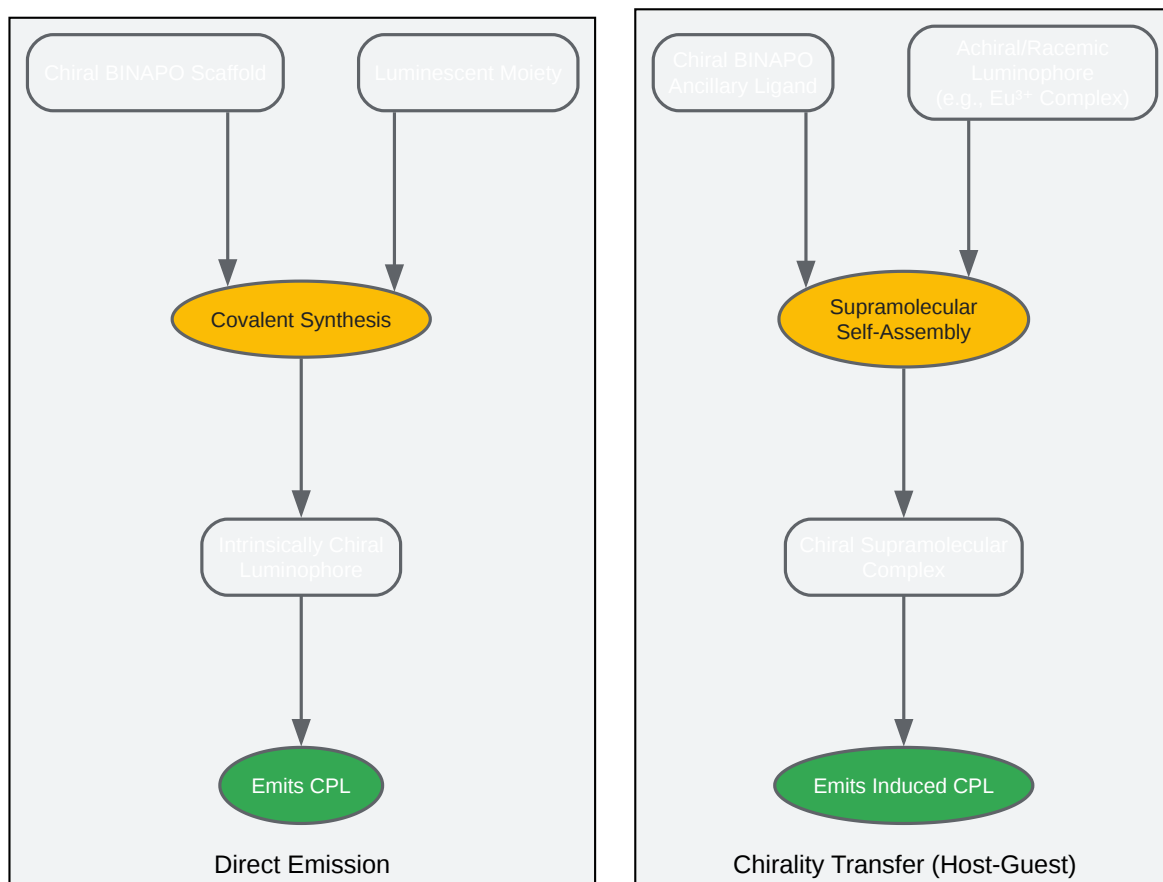 Chiral BINAPO Scaffold
Luminescent Moiety
Covalent Synthesis
Intrinsically Chiral
Luminophore
Emits CPL
Direct Emission
Chiral BINAPO
Ancillary Ligand
Achiral/Racemic
Luminophore
(e.g., Eu³⁺ Complex)
Supramolecular
Self-Assembly
Chiral Supramolecular
Complex
Emits Induced CPL
Chirality Transfer (Host-Guest)